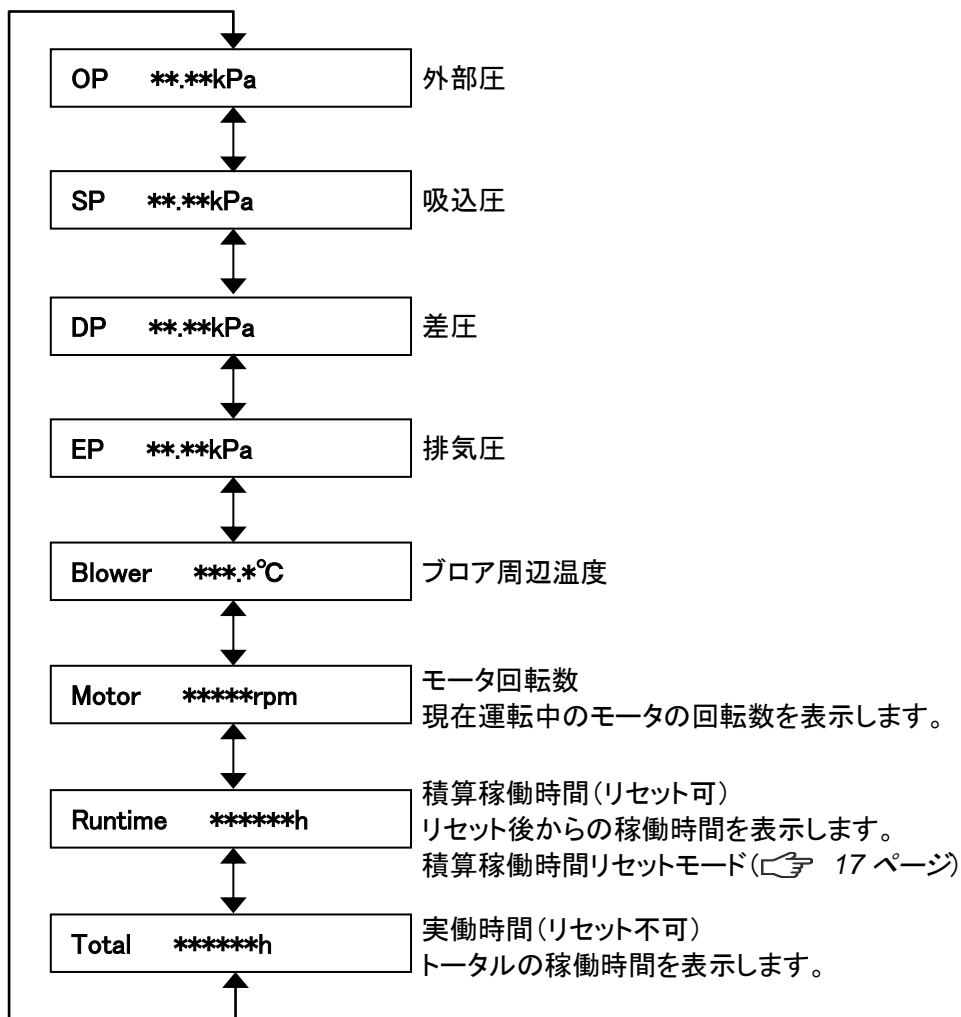 OP **.**kPa 外部圧
SP **.**kPa 吸込圧
DP **.**kPa 差圧
EP **.**kPa 排気圧
Blower ***.*℃ ブロア周辺温度
Motor *****rpm モータ回転数
現在運転中のモータの回転数を表示します。
Runtime ******h 積算稼働時間(リセット可)
リセット後からの稼働時間を表示します。
積算稼働時間リセットモード(☞ 17 ページ)
Total ******h 実働時間(リセット不可)
トータルの稼働時間を表示します。